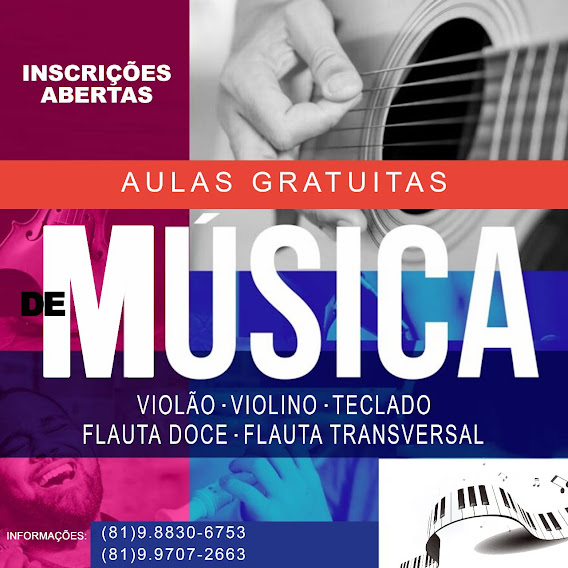 INSCRIÇÕES
ABERTAS
AULAS GRATUITAS
DE MÚSICA
VIOLÃO · VIOLINO · TECLADO
FLAUTA DOCE · FLAUTA TRANSVERSAL
INFORMAÇÕES: (81)9.8830-6753
(81)9.9707-2663